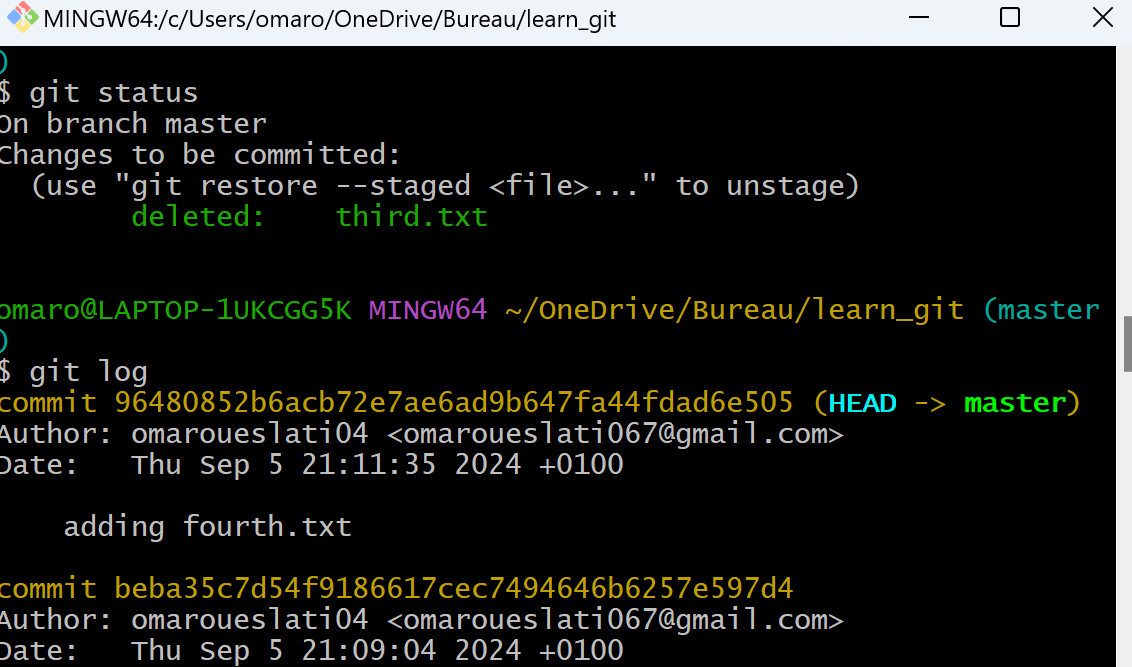 MINGW64:/c/Users/omaro/OneDrive/Bureau/learn_git
)
$ git status
On branch master
Changes to be committed:
  (use "git restore --staged <file>..." to unstage)
        deleted:    third.txt
omaro@LAPTOP-1UKCGG5K MINGW64 ~/OneDrive/Bureau/learn_git (master
)
$ git log
commit 96480852b6acb72e7ae6ad9b647fa44fdad6e505 (HEAD -> master)
Author: omaroueslati04 <omaroueslati067@gmail.com>
Date:   Thu Sep 5 21:11:35 2024 +0100
    adding fourth.txt
commit beba35c7d54f9186617cec7494646b6257e597d4
Author: omaroueslati04 <omaroueslati067@gmail.com>
Date:   Thu Sep 5 21:09:04 2024 +0100